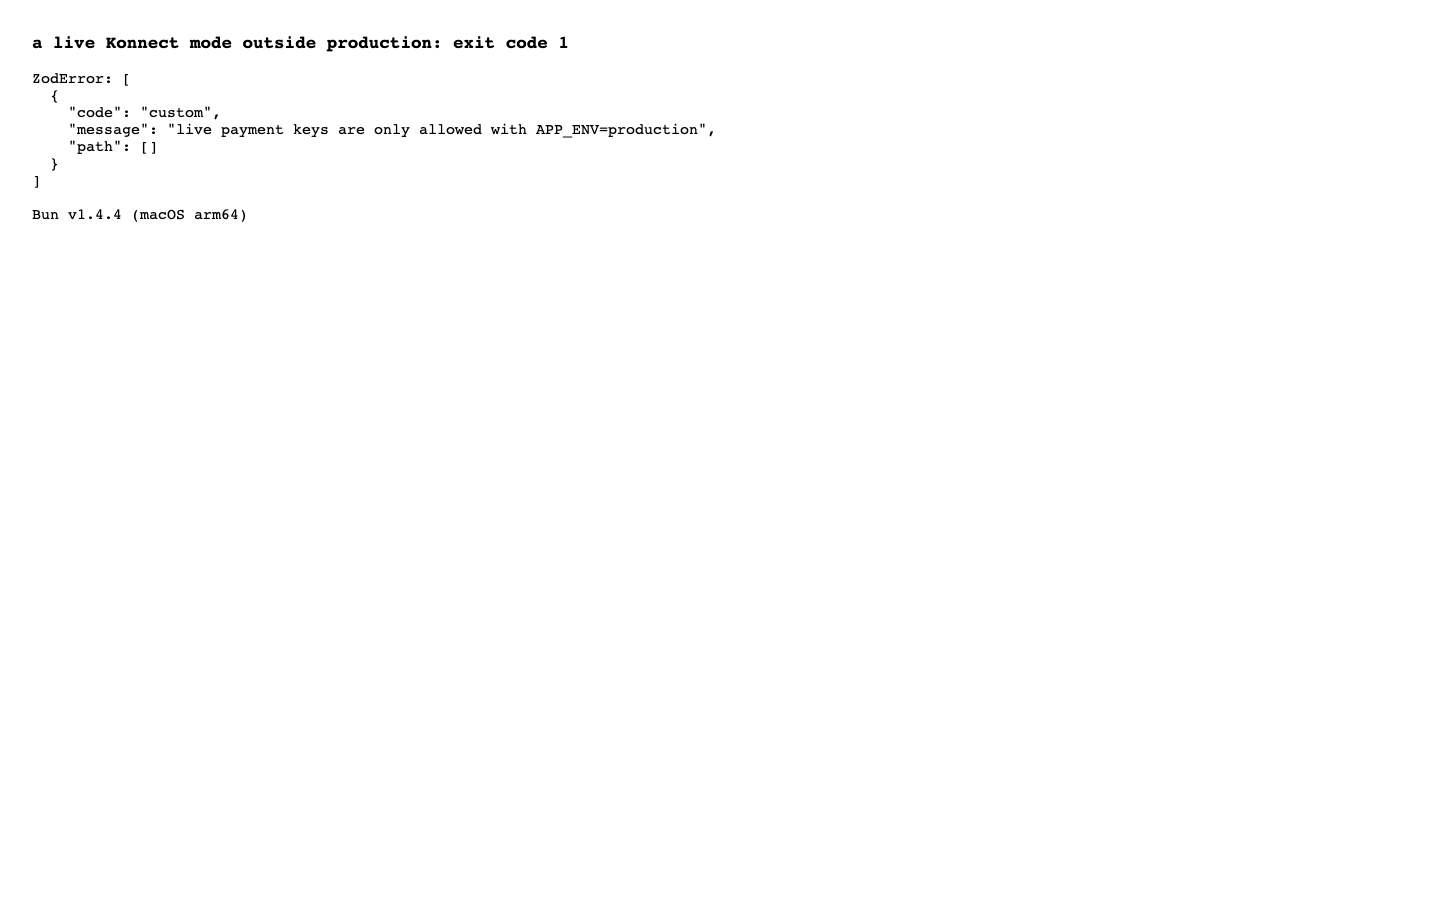 a live Konnect mode outside production: exit code 1
ZodError: [
  {
    "code": "custom",
    "message": "live payment keys are only allowed with APP_ENV=production",
    "path": []
  }
]
Bun v1.4.4 (macOS arm64)